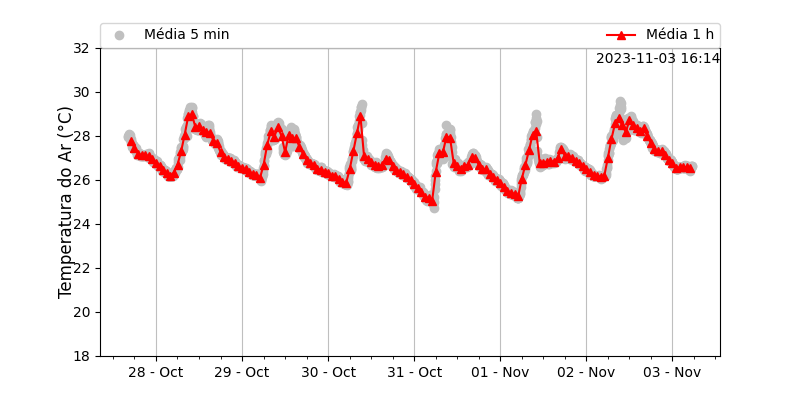 Média 5 min
Média 1 h
2023-11-03 16:14
Temperatura do Ar (°C)
32
30
28
26
24
22
20
18
28 - Oct
29 - Oct
30 - Oct
31 - Oct
01 - Nov
02 - Nov
03 - Nov